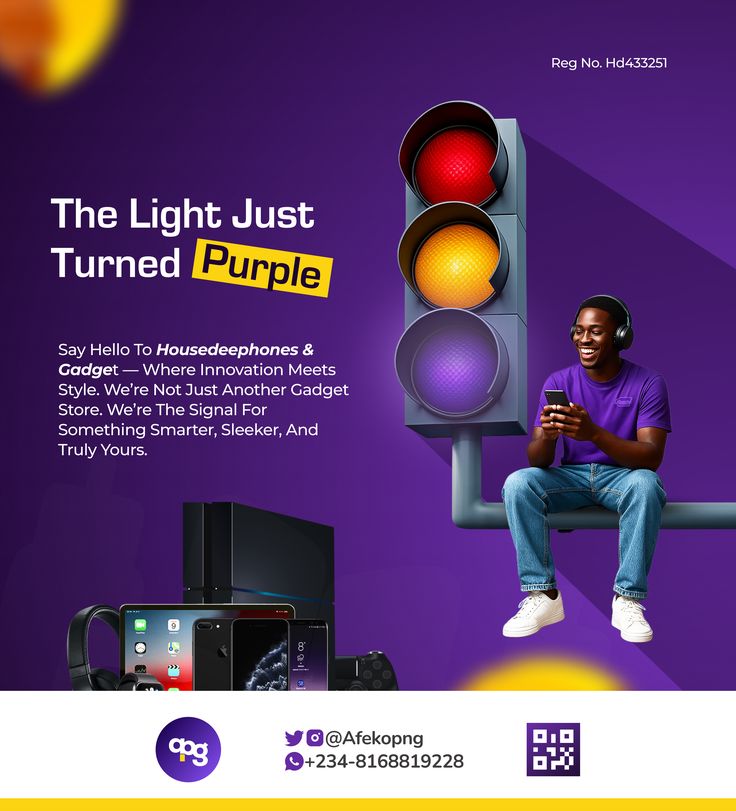 Reg No. Hd433251
The Light Just
Turned Purple
Say Hello To Housedeephones &
Gadget — Where Innovation Meets
Style. We're Not Just Another Gadget
Store. We're The Signal For
Something Smarter, Sleeker, And
Truly Yours.
apg
@Afekopng
+234-8168819228